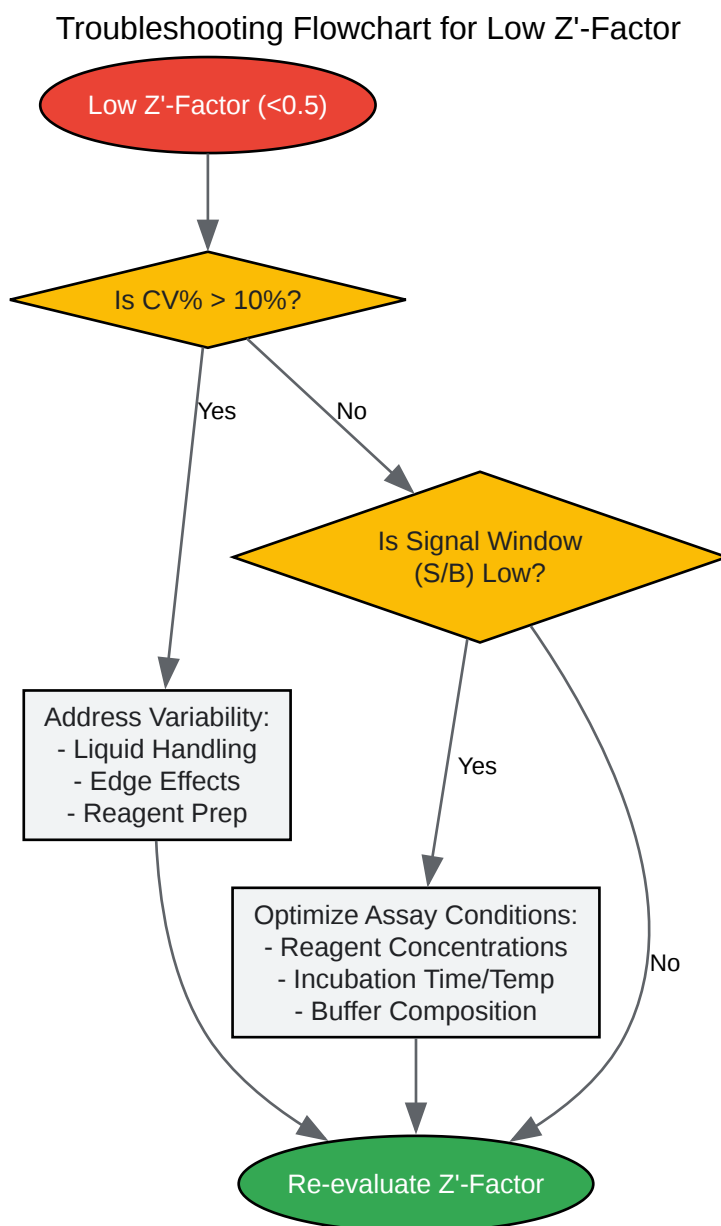 Troubleshooting Flowchart for Low Z'-Factor
Low Z'-Factor (<0.5)
Is CV% > 10%?
Yes
No
Is Signal Window
(S/B) Low?
Address Variability:
- Liquid Handling
- Edge Effects
- Reagent Prep
Yes
Optimize Assay Conditions:
- Reagent Concentrations
- Incubation Time/Temp
- Buffer Composition
No
Re-evaluate Z'-Factor